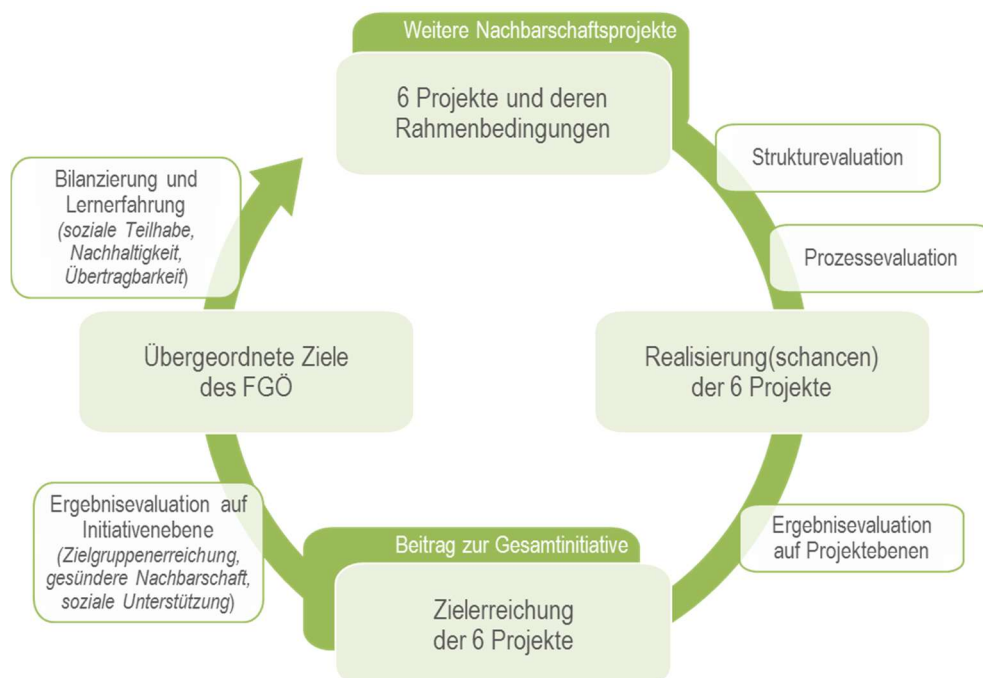 Weitere Nachbarschaftsprojekte
6 Projekte und deren
Rahmenbedingungen
Strukturevaluation
Prozessevaluation
Realisierung(schancen)
der 6 Projekte
Ergebnisevaluation
auf Projektebenen
Beitrag zur Gesamtinitiative
Zielerreichung
der 6 Projekte
Ergebnisevaluation auf
Initiativenebene
(Zielgruppenerreichung,
gesündere Nachbarschaft,
soziale Unterstützung)
Übergeordnete Ziele
des FGÖ
Bilanzierung und
Lernerfahrung
(soziale Teilhabe,
Nachhaltigkeit,
Übertragbarkeit)